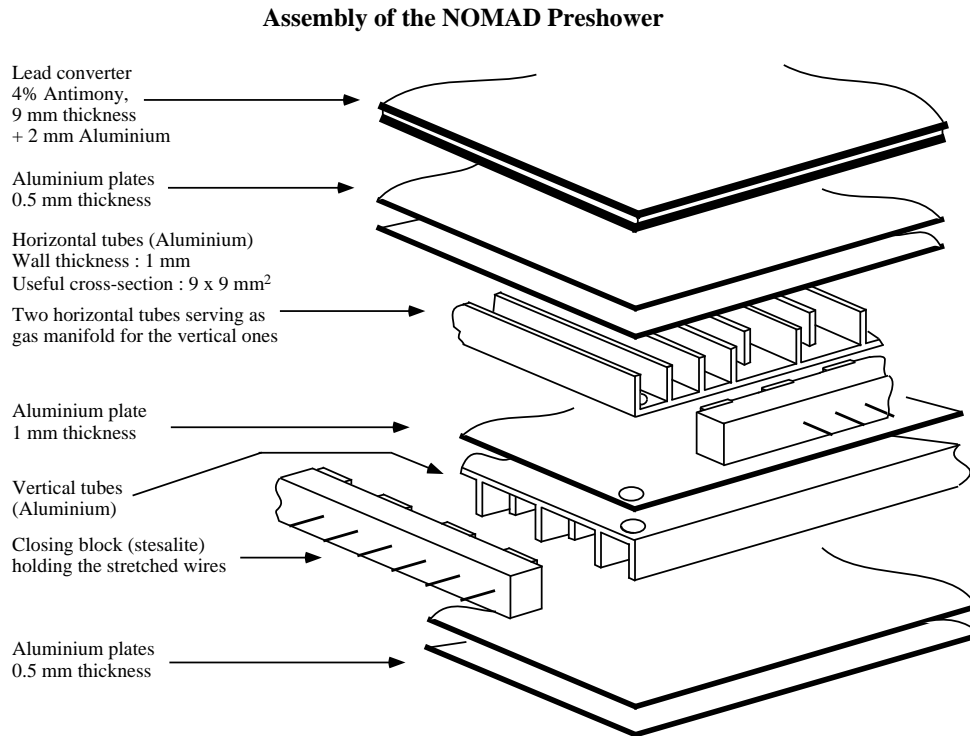 Assembly of the NOMAD Preshower
Lead converter
4% Antimony,
9 mm thickness
+ 2 mm Aluminium
Aluminium plates
0.5 mm thickness
Horizontal tubes (Aluminium)
Wall thickness : 1 mm
Useful cross-section : 9 x 9 mm²
Two horizontal tubes serving as
gas manifold for the vertical ones
Aluminium plate
1 mm thickness
Vertical tubes
(Aluminium)
Closing block (stesalite)
holding the stretched wires
Aluminium plates
0.5 mm thickness